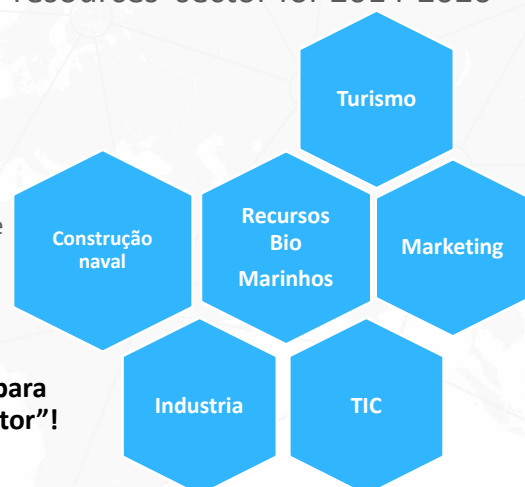 resources' sector for 2014-2020
Turismo
e
Construção
naval
Recursos
Bio
Marinhos
Marketing
para
tor”!
Industria
TIC